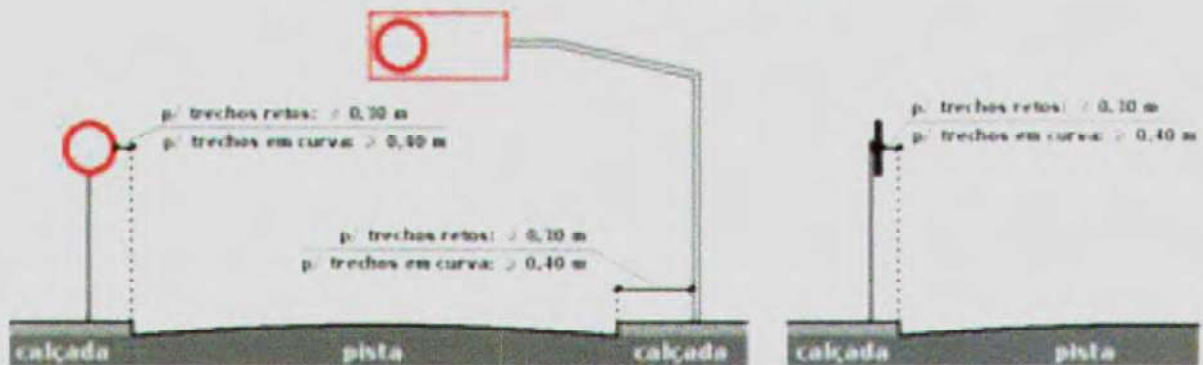 p/ trechos retos: ≥ 0,30 m
p/ trechos em curva: ≥ 0,40 m
p/ trechos retos: ≥ 0,30 m
p/ trechos em curva: ≥ 0,40 m
p/ trechos retos: ≥ 0,30 m
p/ trechos em curva: ≥ 0,40 m
calçada
pista
calçada
calçada
pista